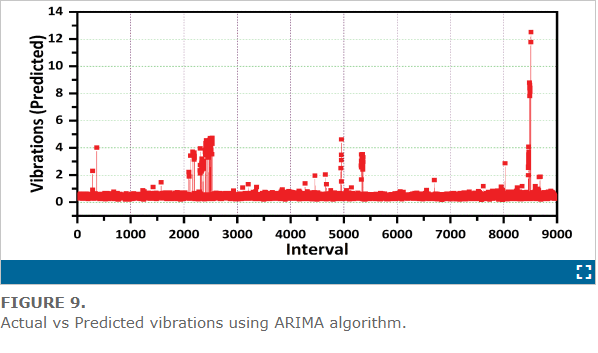 14
12
10
8
6
4
2
0
Vibrations (Predicted)
0 1000 2000 3000 4000 5000 6000 7000 8000 9000
Interval
FIGURE 9.
Actual vs Predicted vibrations using ARIMA algorithm.